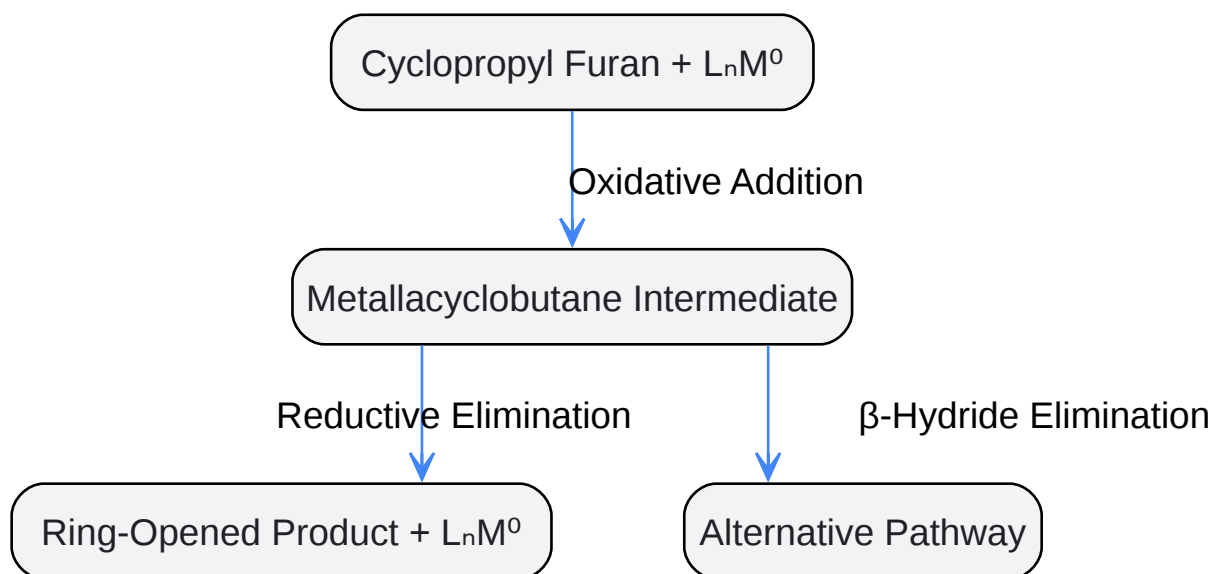 Cyclopropyl Furan + LₙM⁰
Oxidative Addition
Metallacyclobutane Intermediate
Reductive Elimination
β-Hydride Elimination
Ring-Opened Product + LₙM⁰
Alternative Pathway